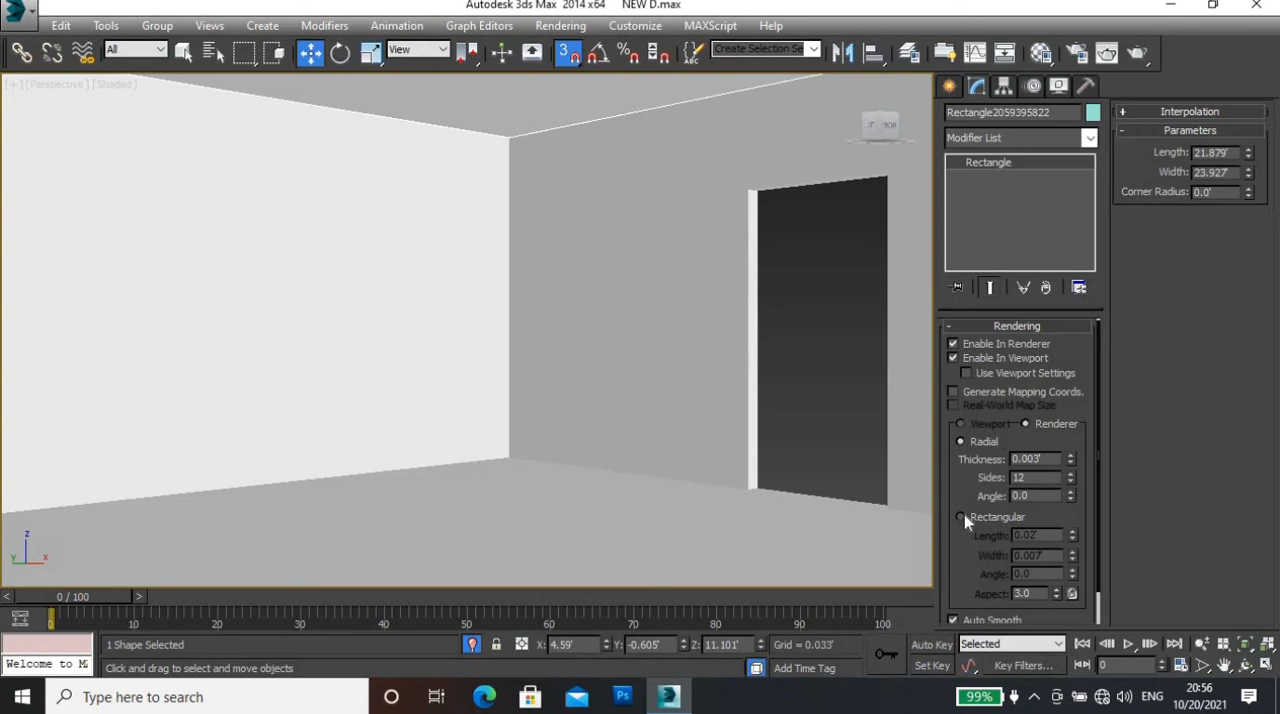 Autodesk 3ds Max  2014 x64    NEW D.max
Edit Tools Group Views Create Modifiers Animation Graph Editors Rendering Customize MAXScript Help
All View 3 % ABC Create Selection Se
[+] [Perspective] [Shaded]
Rectangle2059395822
Modifier List
Rectangle
+ Interpolation
- Parameters
Length: 21.879'
Width: 23.927'
Corner Radius: 0.0'
- Rendering
Enable In Renderer
Enable In Viewport
Use Viewport Settings
Generate Mapping Coords.
Real-World Map Size
Viewport Renderer
Radial
Thickness: 0.003'
Sides: 12
Angle: 0.0
Rectangular
Length: 0.02'
Width: 0.007'
Angle: 0.0
Aspect: 3.0
Auto Smooth
z
y x
< 0 / 100 >
0 10 20 30 40 50 60 70 80 90 100
1 Shape Selected X: 4.59' Y: -0.605' Z: 11.101' Grid = 0.033' Auto Key Selected
Welcome to M Click and drag to select and move objects Add Time Tag Set Key Key Filters... 0
Type here to search Ps 99% ENG 20:56
10/20/2021